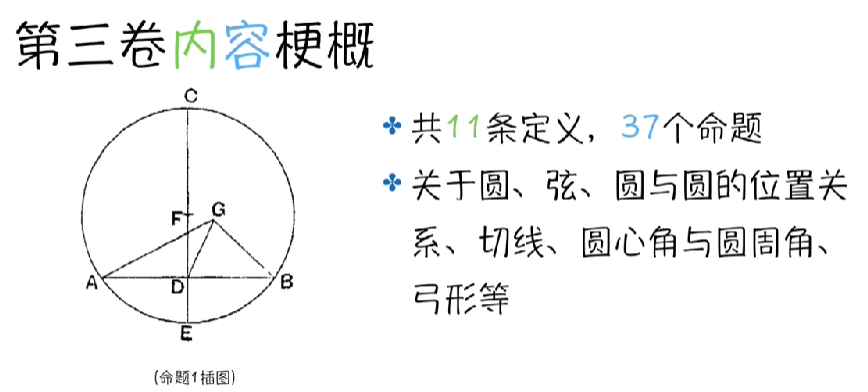 第三卷内容梗概
C
F
G
A
D
B
E
(命题1插图)
共11条定义，37个命题
关于圆、弦、圆与圆的位置关
系、切线、圆心角与圆周角、
弓形等